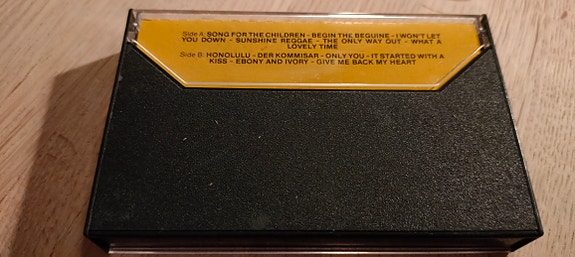 Side A: SONG FOR THE CHILDREN - BEGIN THE BEGUINE - I WON'T LET
YOU DOWN - SUNSHINE REGGAE - THE ONLY WAY OUT - WHAT A
LOVELY TIME
Side B: HONOLULU - DER KOMMISAR - ONLY YOU - IT STARTED WITH A
KISS - EBONY AND IVORY - GIVE ME BACK MY HEART